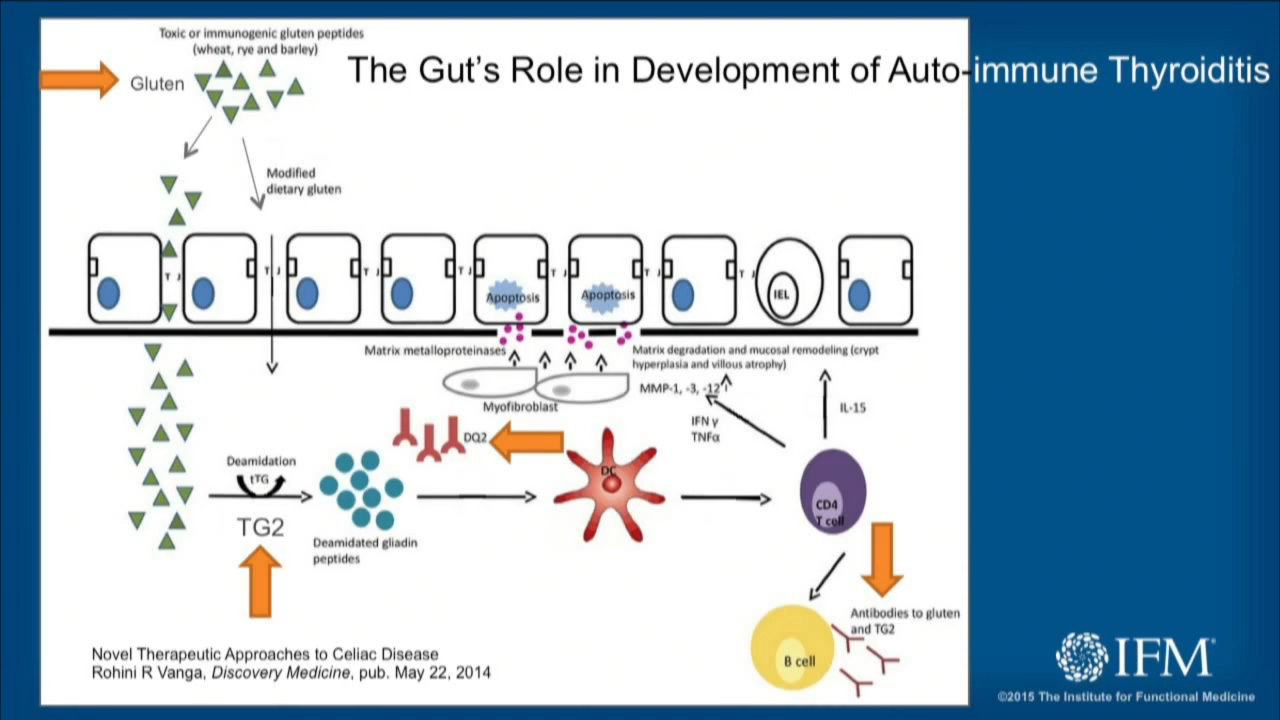 Toxic or immunogenic gluten peptides
(wheat, rye and barley)
The Gut's Role in Development of Auto-immune Thyroiditis
Gluten
Modified
dietary gluten
T J
T J
T J
T J
T J
T J
T J
Apoptosis
Apoptosis
IEL
Matrix metalloproteinases
Matrix degradation and mucosal remodeling (crypt
hyperplasia and villous atrophy)
MMP-1, -3, -12
Myofibroblast
IFN γ
TNFα
IL-15
DQ2
Deamidation
tTG
TG2
DC
CD4
T cell
Deamidated gliadin
peptides
Antibodies to gluten
and TG2
B cell
Novel Therapeutic Approaches to Celiac Disease
Rohini R Vanga, Discovery Medicine, pub. May 22, 2014
IFM
©2015 The Institute for Functional Medicine